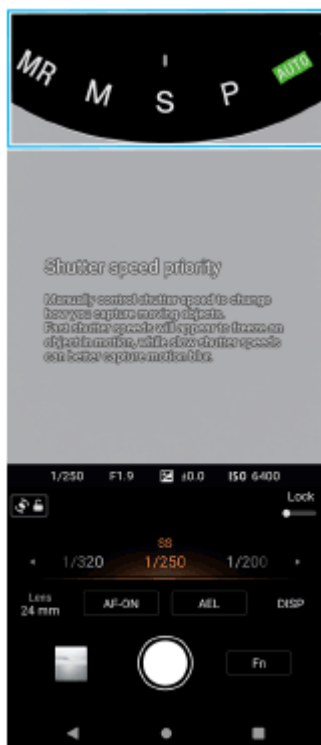 MR M S P AUTO
Shutter speed priority
Manually control shutter speed to change
how you capture moving objects.
Fast shutter speeds will appear to freeze an
object in motion, while slow shutter speeds
can better capture motion blur.
1/250 F1.9 ±0.0 ISO 6400
Lock
SS
1/320 1/250 1/200
Lens
24 mm AF-ON AEL DISP
Fn